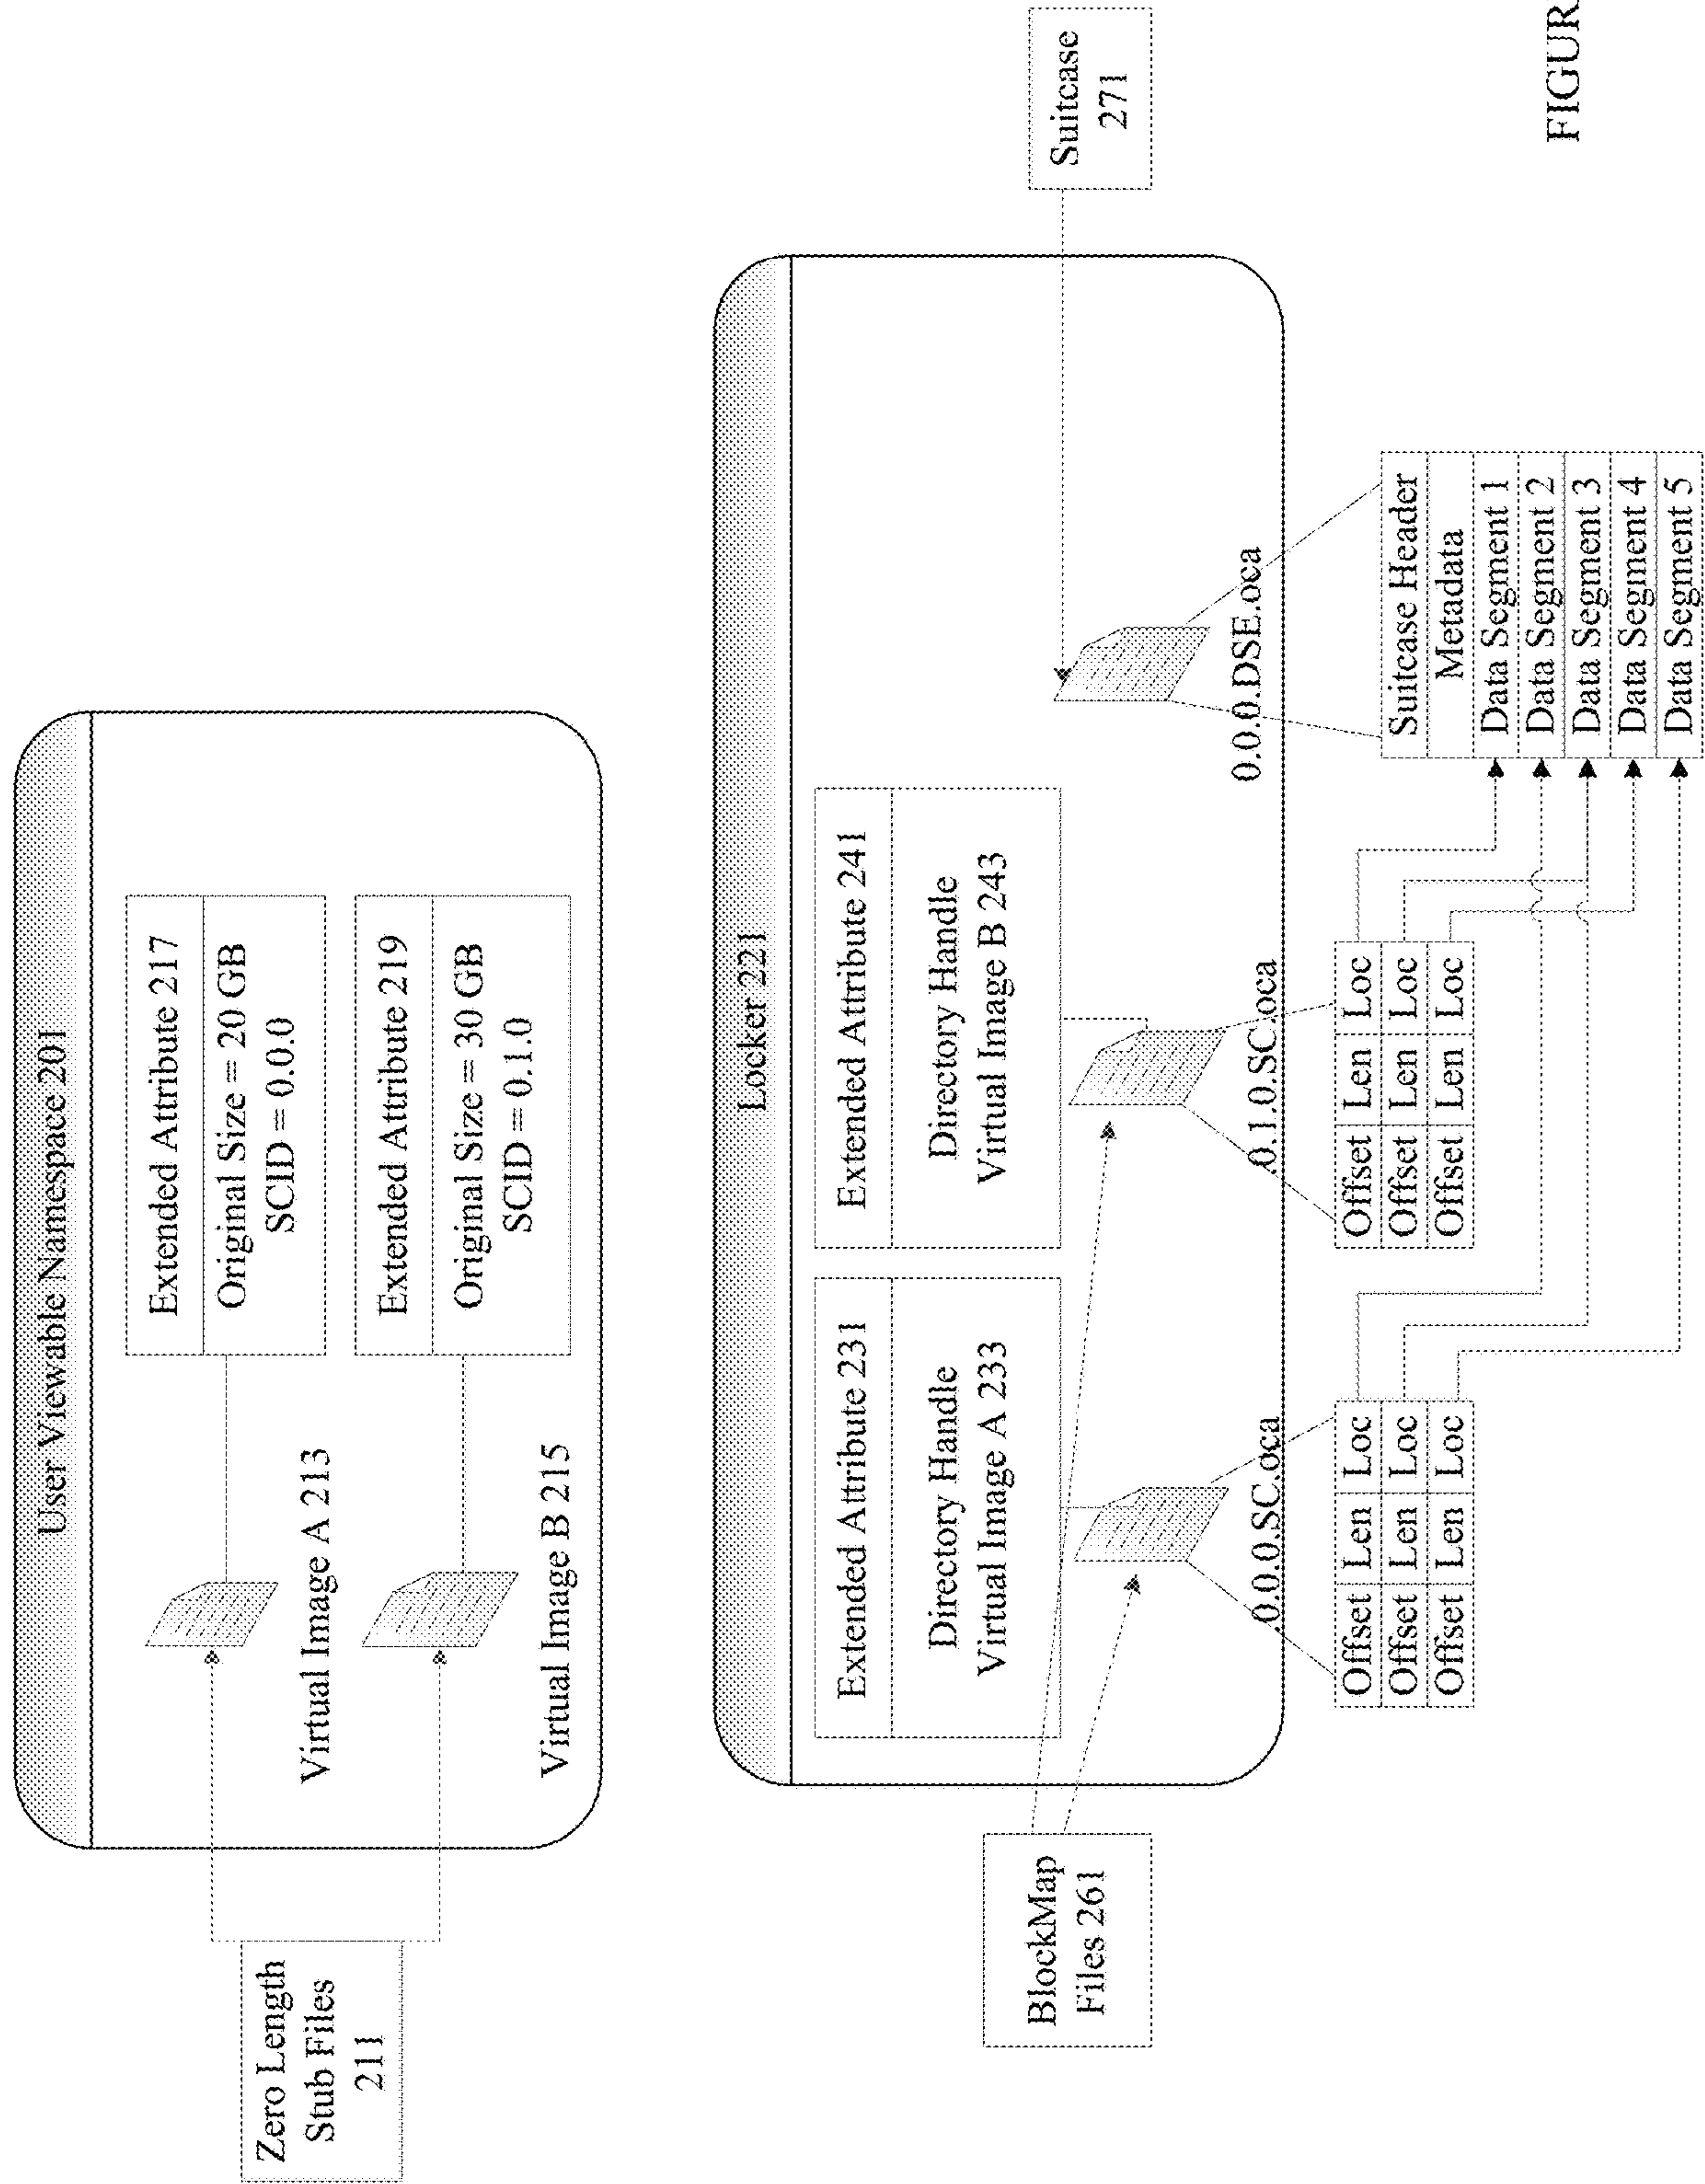 User Viewable Namespace 201
Zero Length
Stub Files
211
Extended Attribute 217
Original Size = 20 GB
SCID = 0.0.0
Virtual Image A 213
Extended Attribute 219
Original Size = 30 GB
SCID = 0.1.0
Virtual Image B 215
Locker 221
Extended Attribute 231
Directory Handle
Virtual Image A 233
Extended Attribute 241
Directory Handle
Virtual Image B 243
Suitcase
271
BlockMap
Files 261
0.0.0.SC.oca
0.1.0.SC.oca
0.0.0.DSE.oca
Offset Len Loc
Offset Len Loc
Offset Len Loc
Offset Len Loc
Offset Len Loc
Offset Len Loc
Suitcase Header
Metadata
Data Segment 1
Data Segment 2
Data Segment 3
Data Segment 4
Data Segment 5